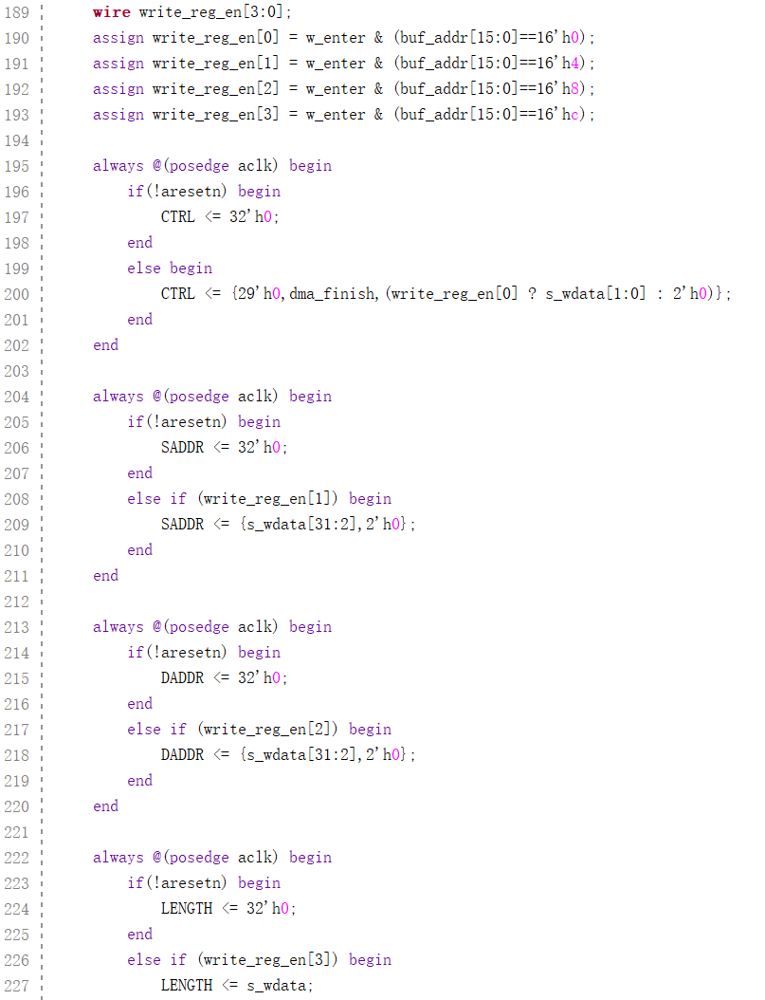 189 wire write_reg_en[3:0];
190 assign write_reg_en[0] = w_enter & (buf_addr[15:0]==16'h0);
191 assign write_reg_en[1] = w_enter & (buf_addr[15:0]==16'h4);
192 assign write_reg_en[2] = w_enter & (buf_addr[15:0]==16'h8);
193 assign write_reg_en[3] = w_enter & (buf_addr[15:0]==16'hc);
194
195 always @(posedge aclk) begin
196 if(!aresetn) begin
197 CTRL <= 32'h0;
198 end
199 else begin
200 CTRL <= {29'h0,dma_finish,(write_reg_en[0] ? s_wdata[1:0] : 2'h0)};
201 end
202 end
203
204 always @(posedge aclk) begin
205 if(!aresetn) begin
206 SADDR <= 32'h0;
207 end
208 else if (write_reg_en[1]) begin
209 SADDR <= {s_wdata[31:2],2'h0};
210 end
211 end
212
213 always @(posedge aclk) begin
214 if(!aresetn) begin
215 DADDR <= 32'h0;
216 end
217 else if (write_reg_en[2]) begin
218 DADDR <= {s_wdata[31:2],2'h0};
219 end
220 end
221
222 always @(posedge aclk) begin
223 if(!aresetn) begin
224 LENGTH <= 32'h0;
225 end
226 else if (write_reg_en[3]) begin
227 LENGTH <= s_wdata;